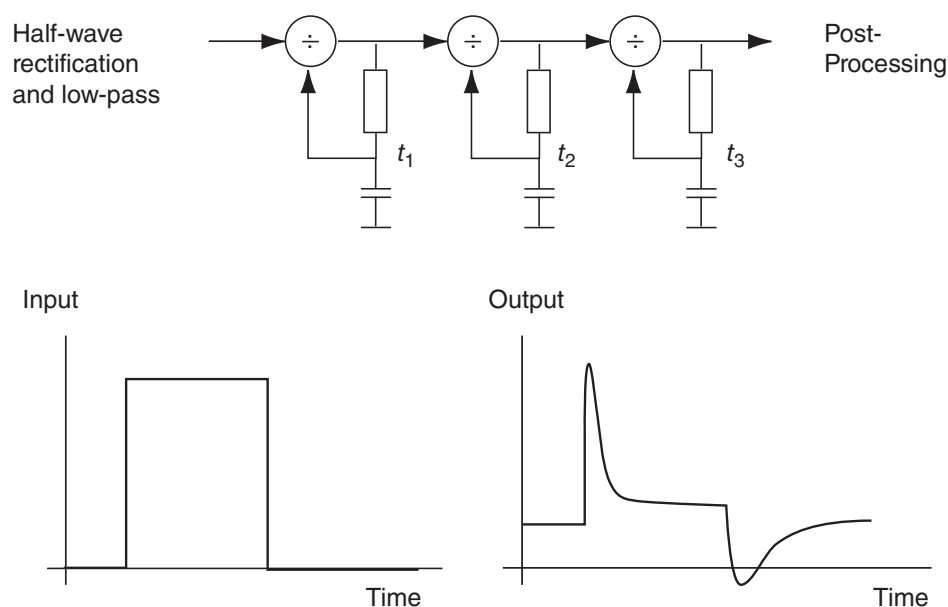 Half-wave
rectification
and low-pass
÷
÷
÷
Post-
Processing
t1
t2
t3
Input
Output
Time
Time